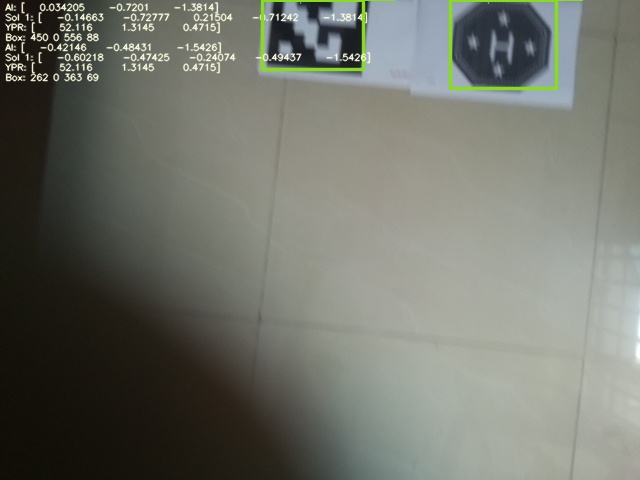 AI: [ 0.034205 -0.7201 -1.3814]
Sol 1: [ -0.14663 -0.72777 0.21504 -0.71242 -1.3814]
YPR: [ 52.116 1.3145 0.4715]
Box: 450 0 556 88
AI: [ -0.42146 -0.48431 -1.5426]
Sol 1: [ -0.60218 -0.47425 -0.24074 -0.49437 -1.5426]
YPR: [ 52.116 1.3145 0.4715]
Box: 262 0 363 69
H